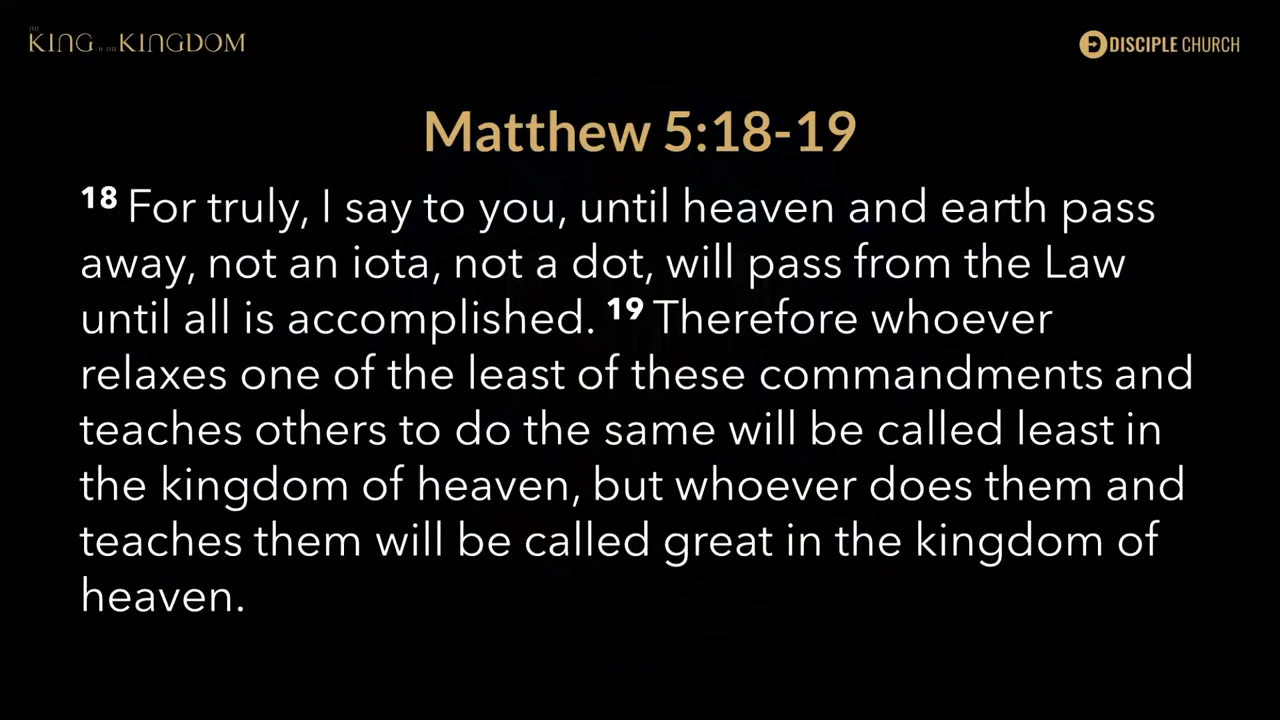 THE
KING OF THE KINGDOM
DISCIPLE CHURCH
Matthew 5:18-19
18 For truly, I say to you, until heaven and earth pass
away, not an iota, not a dot, will pass from the Law
until all is accomplished. 19 Therefore whoever
relaxes one of the least of these commandments and
teaches others to do the same will be called least in
the kingdom of heaven, but whoever does them and
teaches them will be called great in the kingdom of
heaven.